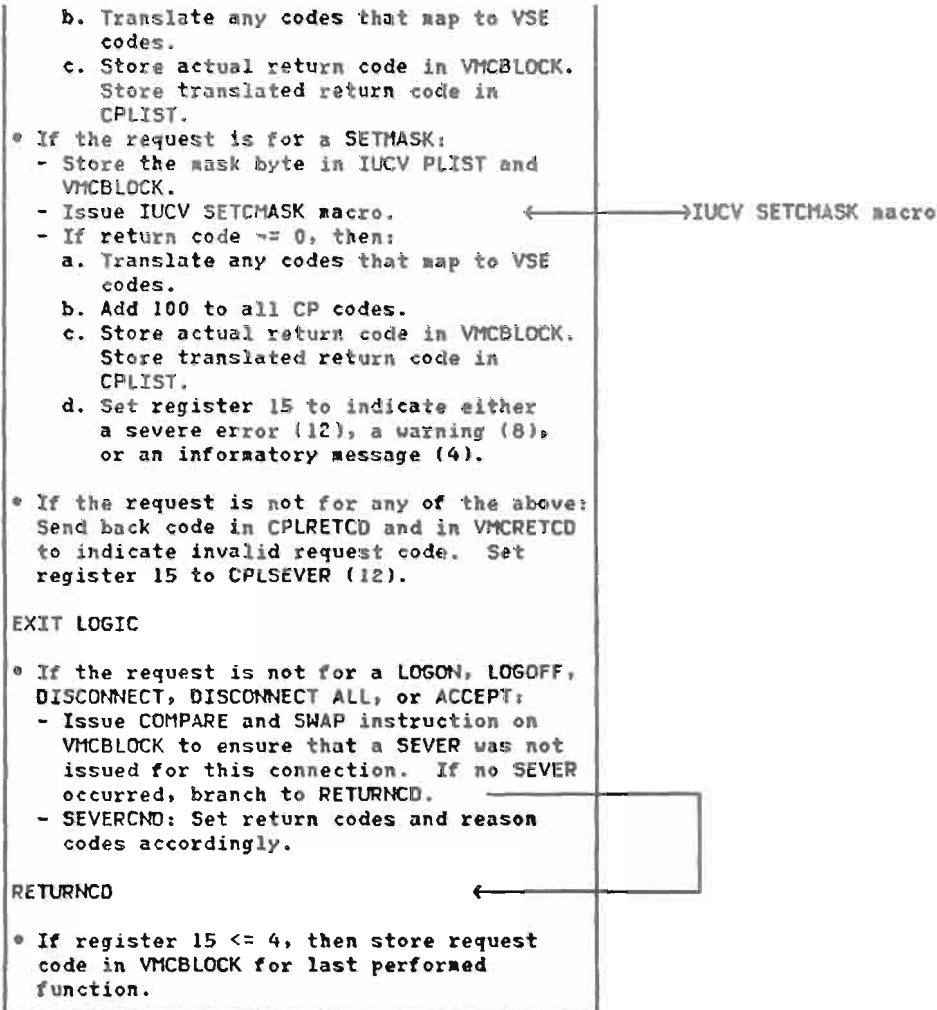 b. Translate any codes that map to VSE
codes.
c. Store actual return code in VMCBLOCK.
Store translated return code in
CPLIST.
• If the request is for a SETMASK:
- Store the mask byte in IUCV PLIST and
VMCBLOCK.
- Issue IUCV SETCMASK macro.
IUCV SETCMASK macro
- If return code ¬= 0, then:
a. Translate any codes that map to VSE
codes.
b. Add 100 to all CP codes.
c. Store actual return code in VMCBLOCK.
Store translated return code in
CPLIST.
d. Set register 15 to indicate either
a severe error (12), a warning (8),
or an informatory message (4).
• If the request is not for any of the above:
Send back code in CPLRETCD and in VMCRETCD
to indicate invalid request code. Set
register 15 to CPLSEVER (12).
EXIT LOGIC
• If the request is not for a LOGON, LOGOFF,
DISCONNECT, DISCONNECT ALL, or ACCEPT:
- Issue COMPARE and SWAP instruction on
VMCBLOCK to ensure that a SEVER was not
issued for this connection. If no SEVER
occurred, branch to RETURNCD.
- SEVERCND: Set return codes and reason
codes accordingly.
RETURNCD
• If register 15 <= 4, then store request
code in VMCBLOCK for last performed
function.